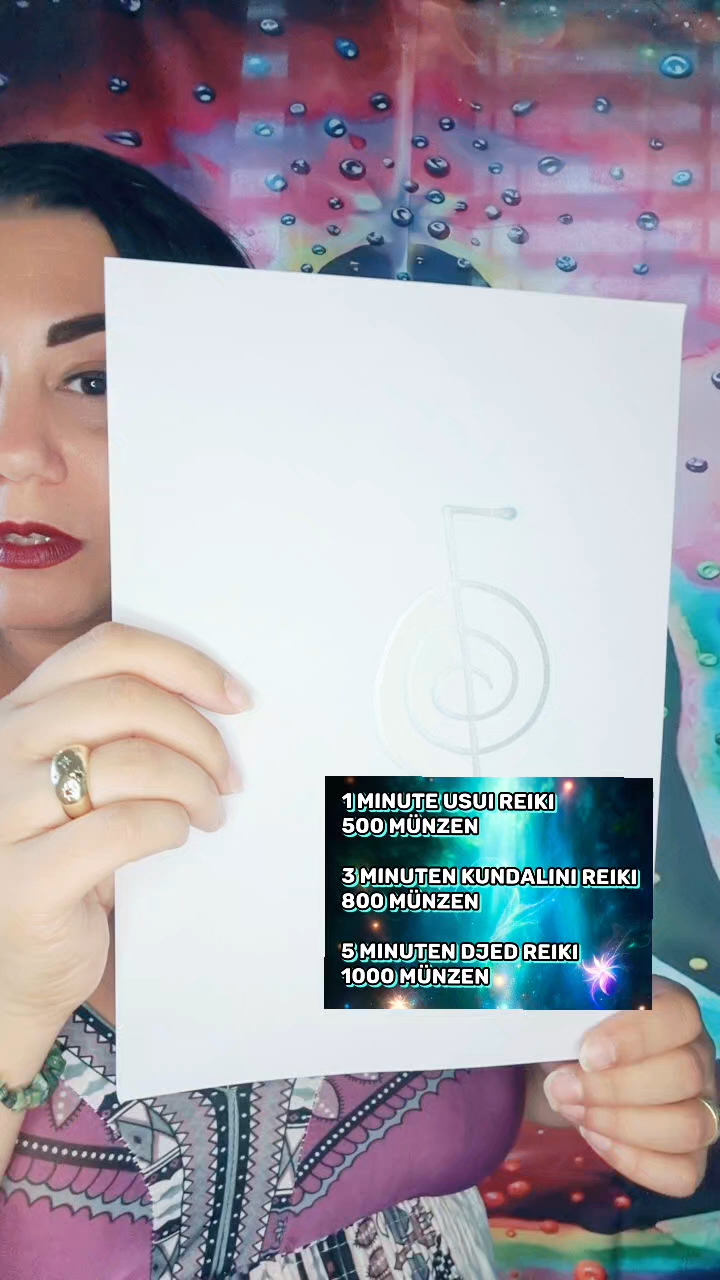 1 MINUTE USUI REIKI
500 MÜNZEN
3 MINUTEN KUNDALINI REIKI
800 MÜNZEN
5 MINUTEN DJED REIKI
1000 MÜNZEN